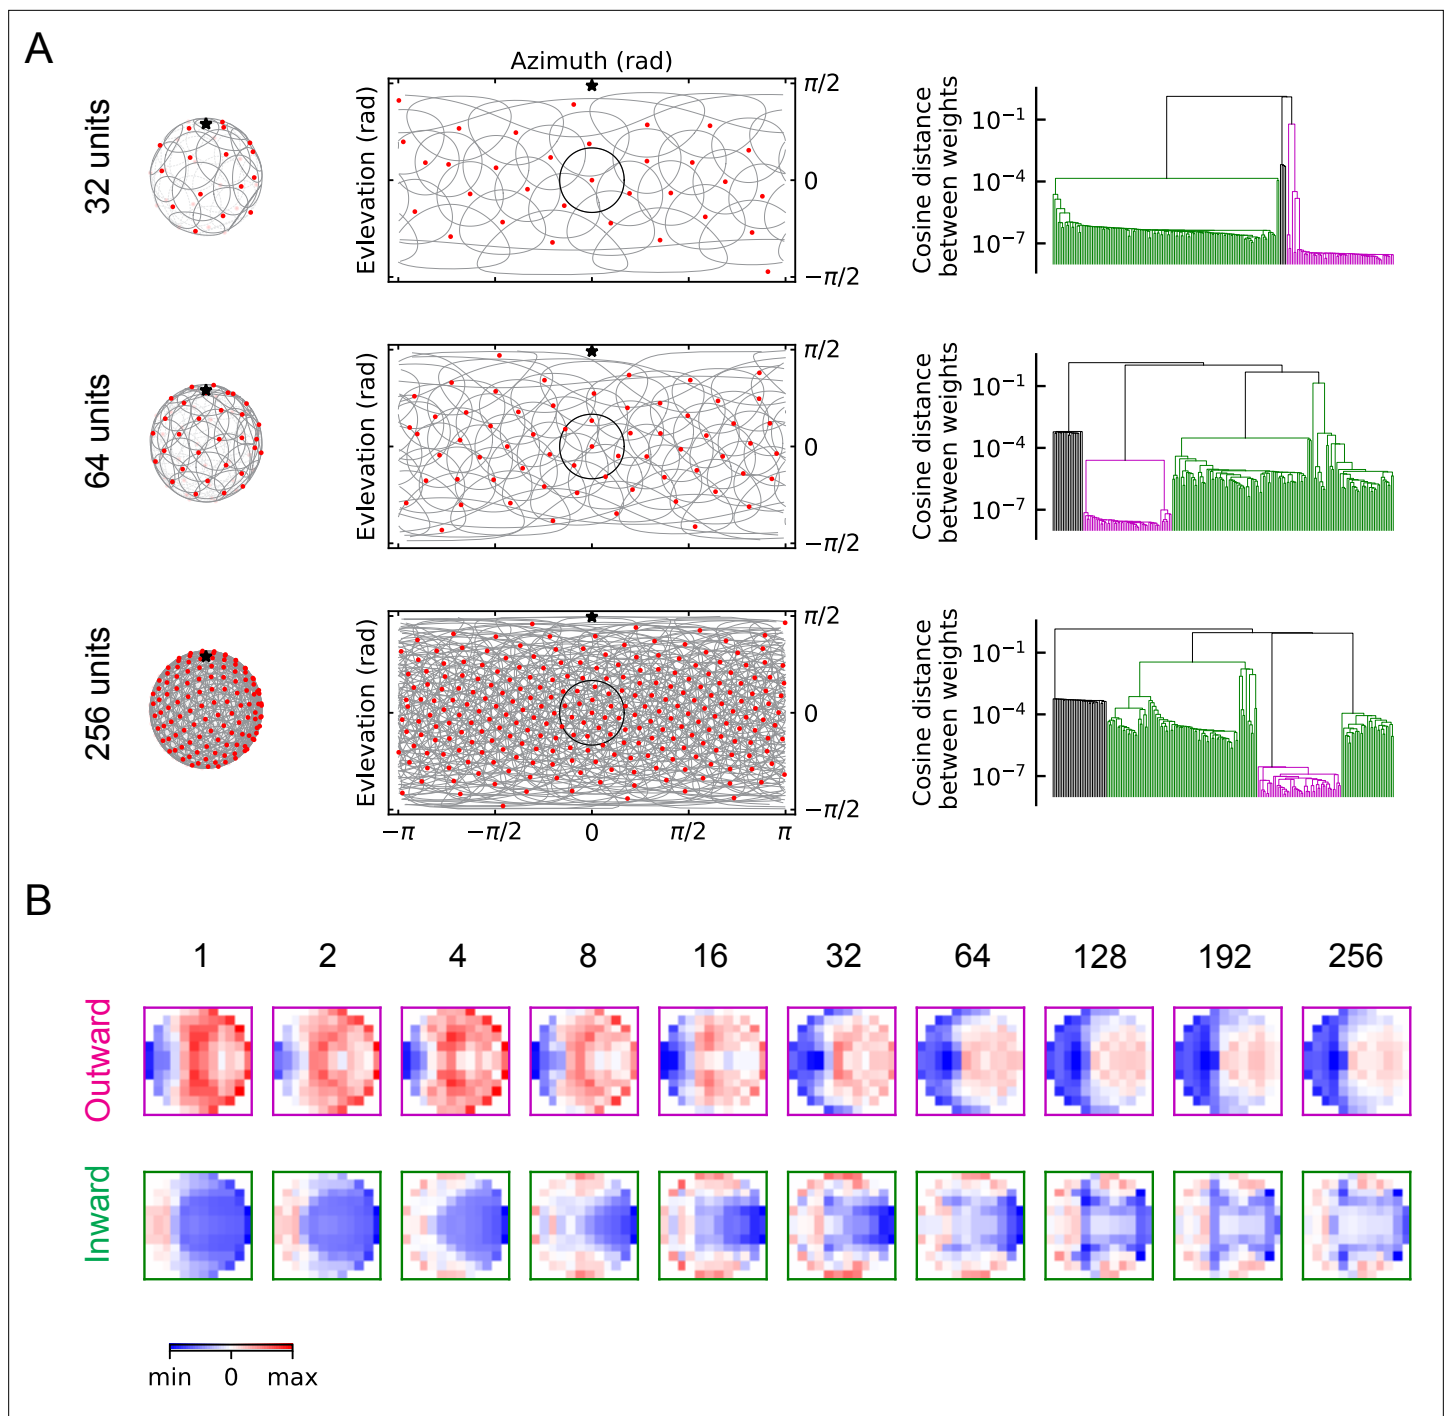 A
Azimuth (rad)
32 units
Evlevation (rad)
π/2
0
−π/2
Cosine distance
between weights
10⁻¹
10⁻⁴
10⁻⁷
64 units
Evlevation (rad)
π/2
0
−π/2
Cosine distance
between weights
10⁻¹
10⁻⁴
10⁻⁷
256 units
Evlevation (rad)
π/2
0
−π/2
−π −π/2 0 π/2 π
Cosine distance
between weights
10⁻¹
10⁻⁴
10⁻⁷
B
1 2 4 8 16 32 64 128 192 256
Outward
Inward
min 0 max